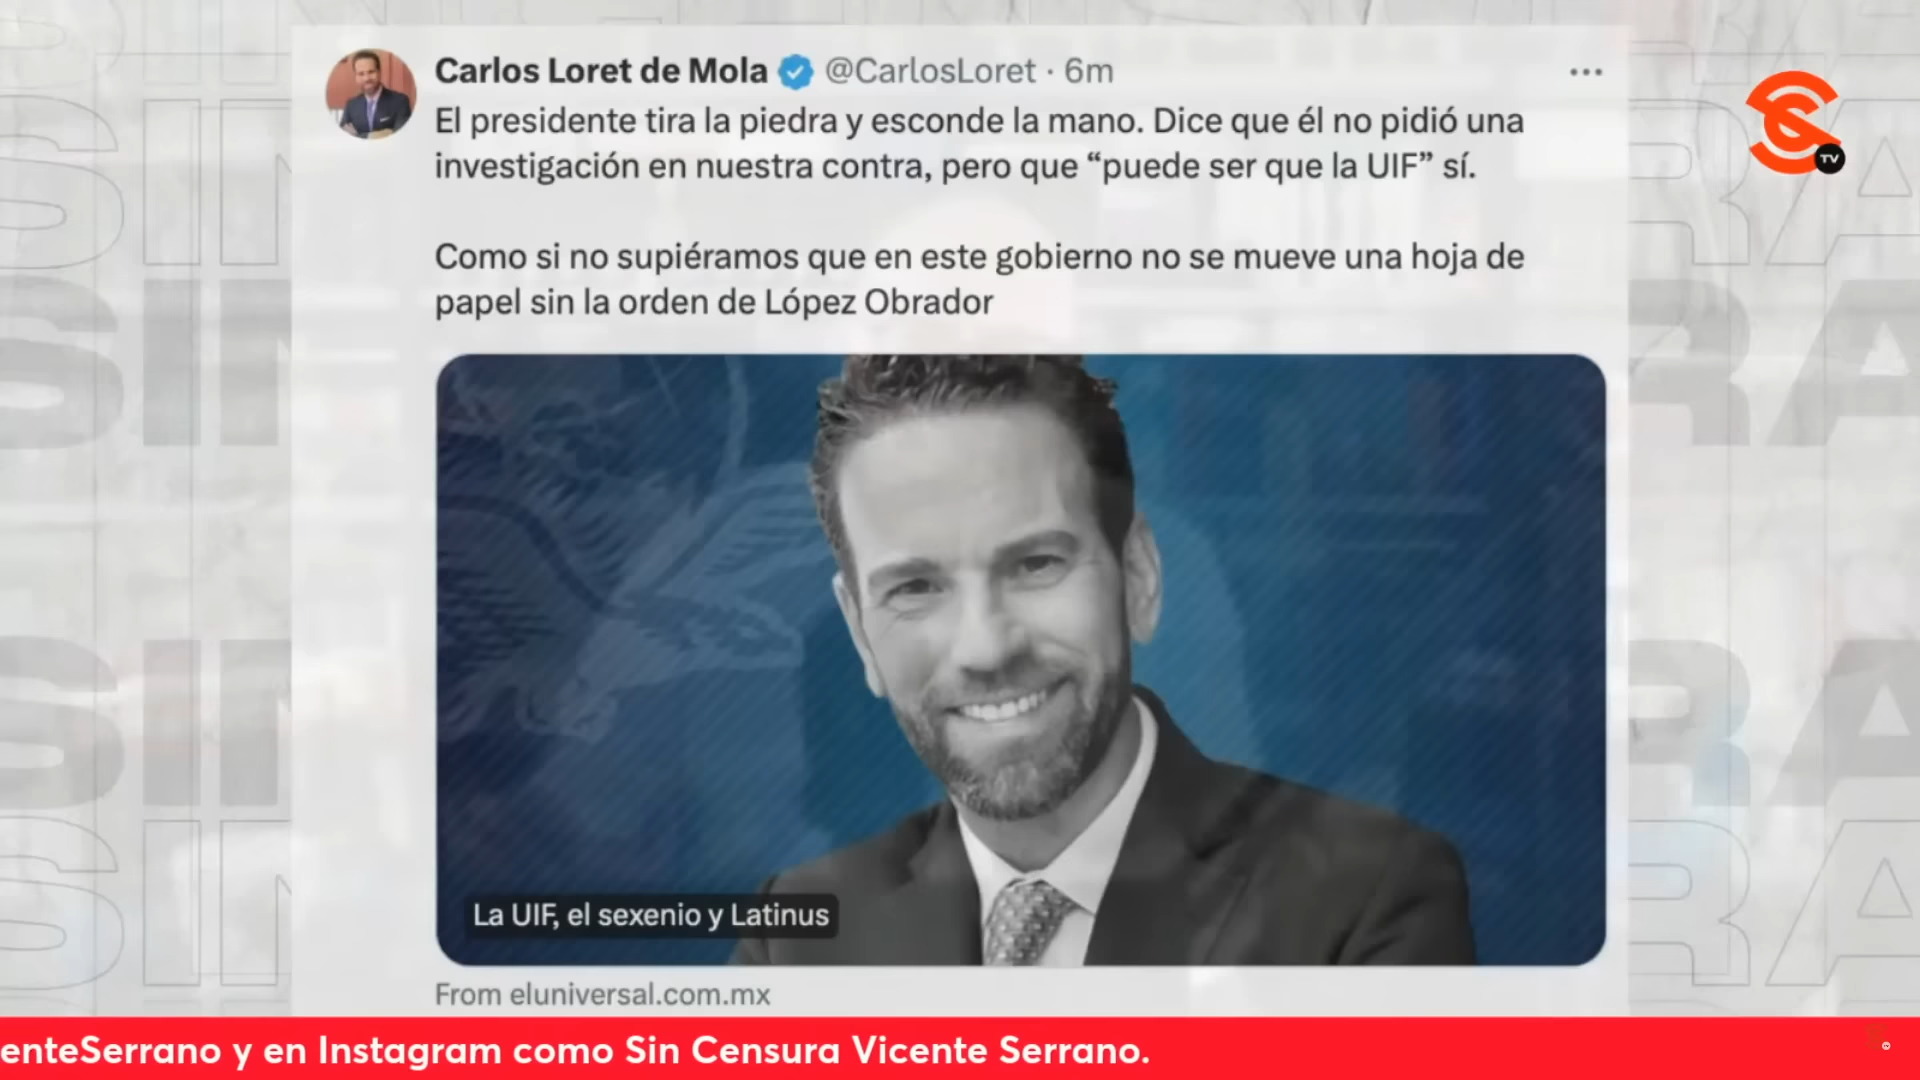 Carlos Loret de Mola @CarlosLoret · 6m
El presidente tira la piedra y esconde la mano. Dice que él no pidió una
investigación en nuestra contra, pero que “puede ser que la UIF” sí.
Como si no supiéramos que en este gobierno no se mueve una hoja de
papel sin la orden de López Obrador
La UIF, el sexenio y Latinus
From eluniversal.com.mx
TV
enteSerrano y en Instagram como Sin Censura Vicente Serrano.